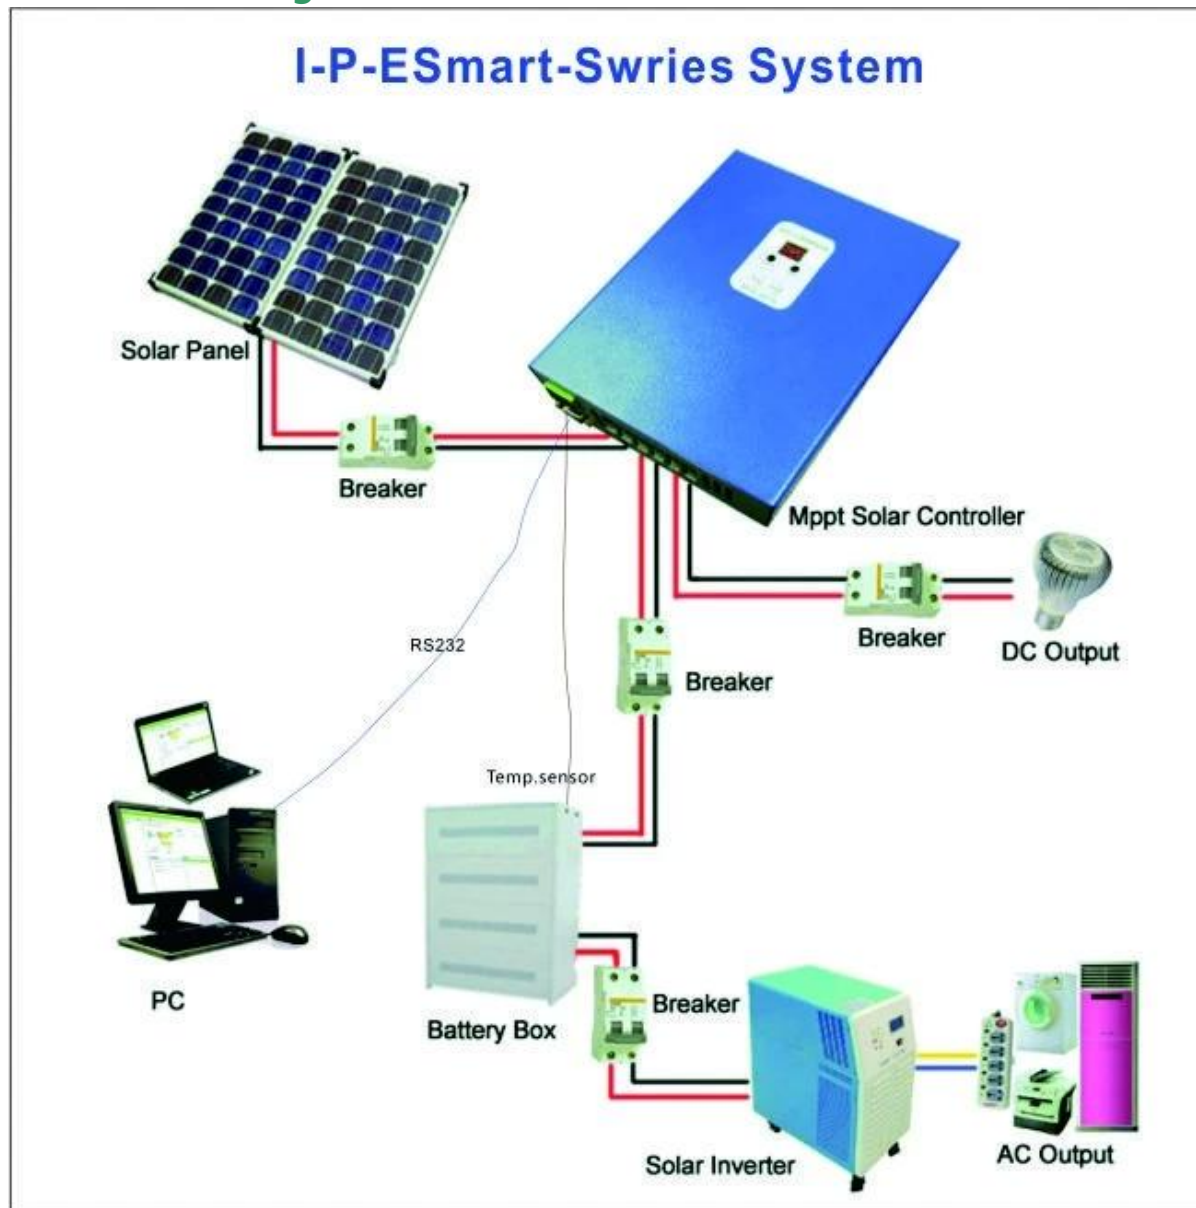 I-P-ESmart-Swries System
Solar Panel
Breaker
Mppt Solar Controller
Breaker
DC Output
RS232
Breaker
Temp.sensor
PC
Battery Box
Breaker
Solar Inverter
AC Output